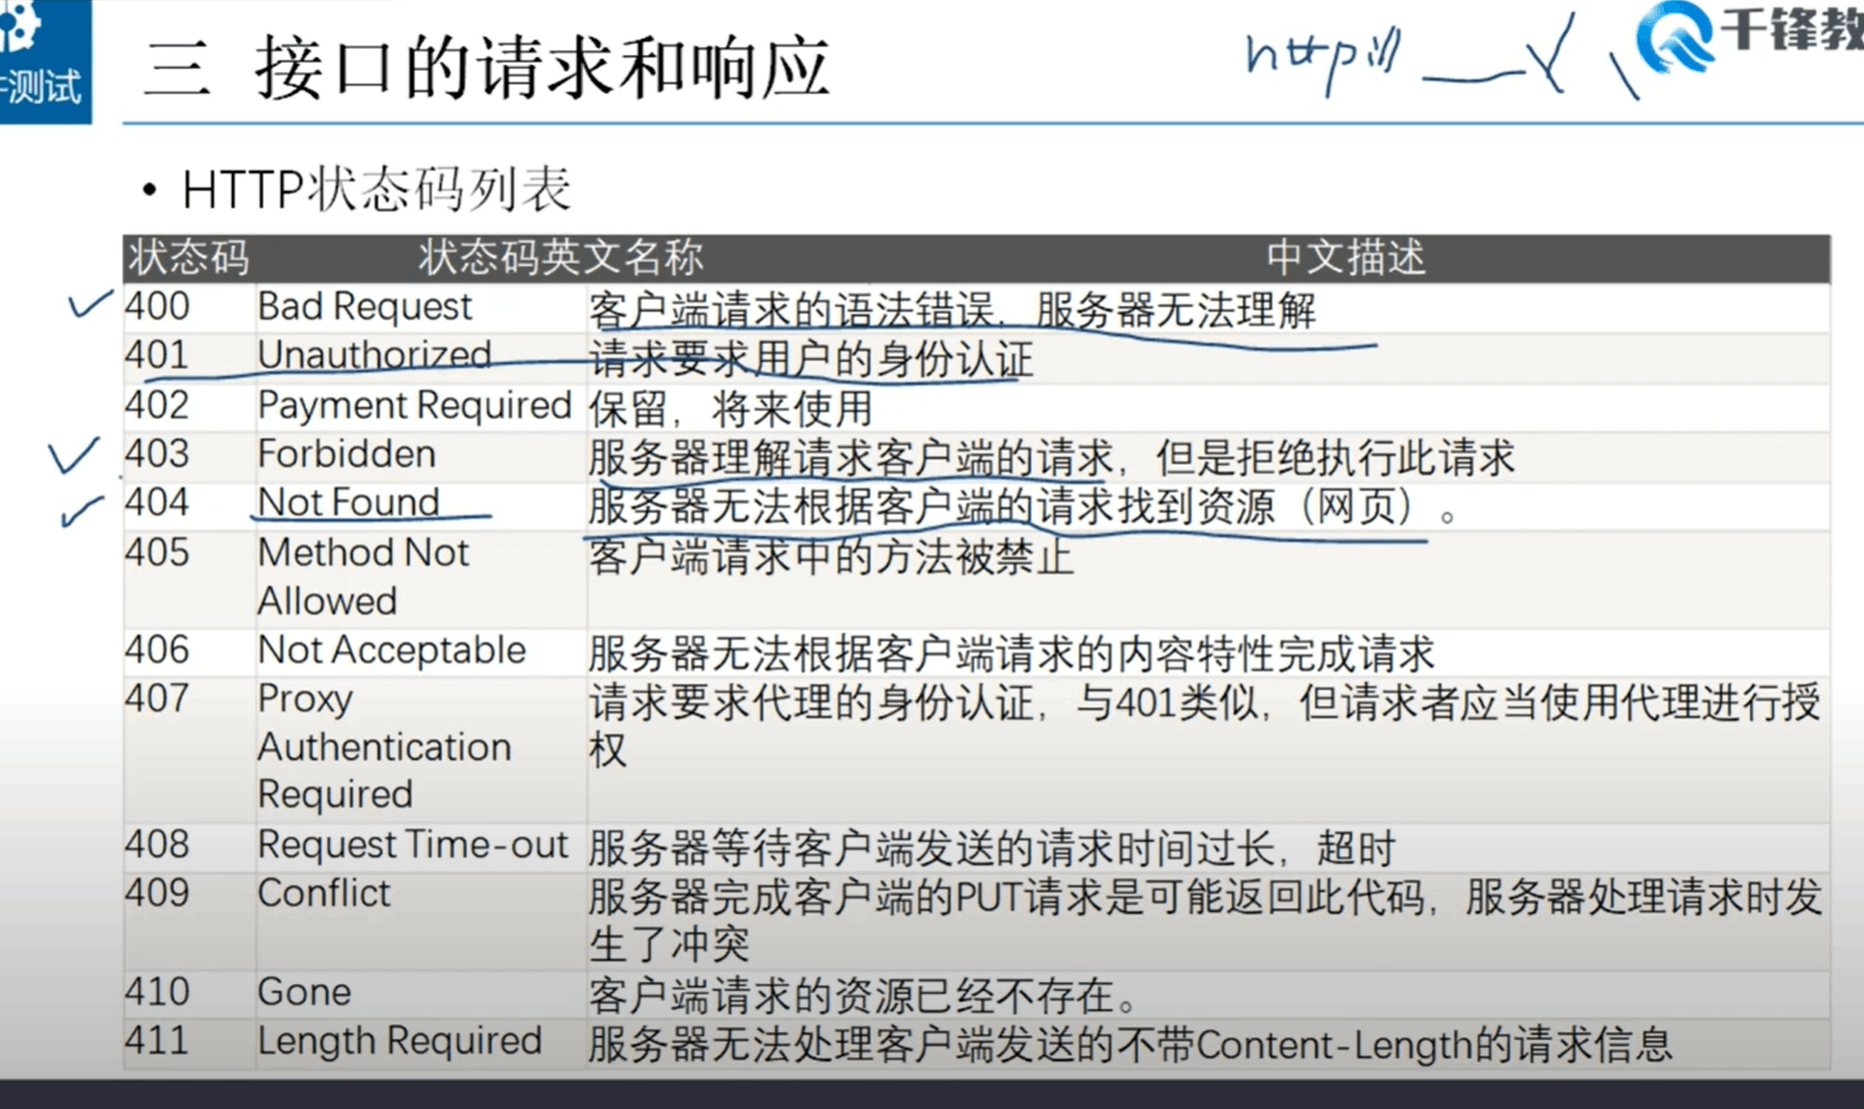 件测试
三 接口的请求和响应
http://
千锋教
• HTTP状态码列表
状态码 状态码英文名称 中文描述
400 Bad Request 客户端请求的语法错误，服务器无法理解
401 Unauthorized 请求要求用户的身份认证
402 Payment Required 保留，将来使用
403 Forbidden 服务器理解请求客户端的请求，但是拒绝执行此请求
404 Not Found 服务器无法根据客户端的请求找到资源（网页）。
405 Method Not 客户端请求中的方法被禁止
Allowed
406 Not Acceptable 服务器无法根据客户端请求的内容特性完成请求
407 Proxy 请求要求代理的身份认证，与401类似，但请求者应当使用代理进行授
Authentication 权
Required
408 Request Time-out 服务器等待客户端发送的请求时间过长，超时
409 Conflict 服务器完成客户端的PUT请求是可能返回此代码，服务器处理请求时发
生了冲突
410 Gone 客户端请求的资源已经不存在。
411 Length Required 服务器无法处理客户端发送的不带Content-Length的请求信息